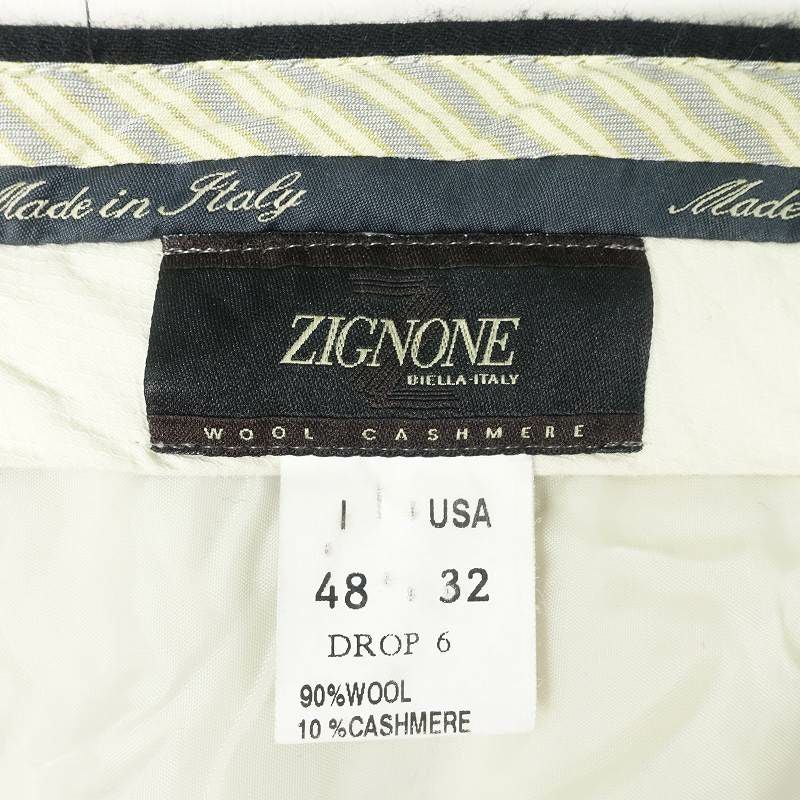 Made in Italy Made
ZIGNONE
BIELLA-ITALY
WOOL CASHMERE
I USA
48 32
DROP 6
90%WOOL
10%CASHMERE